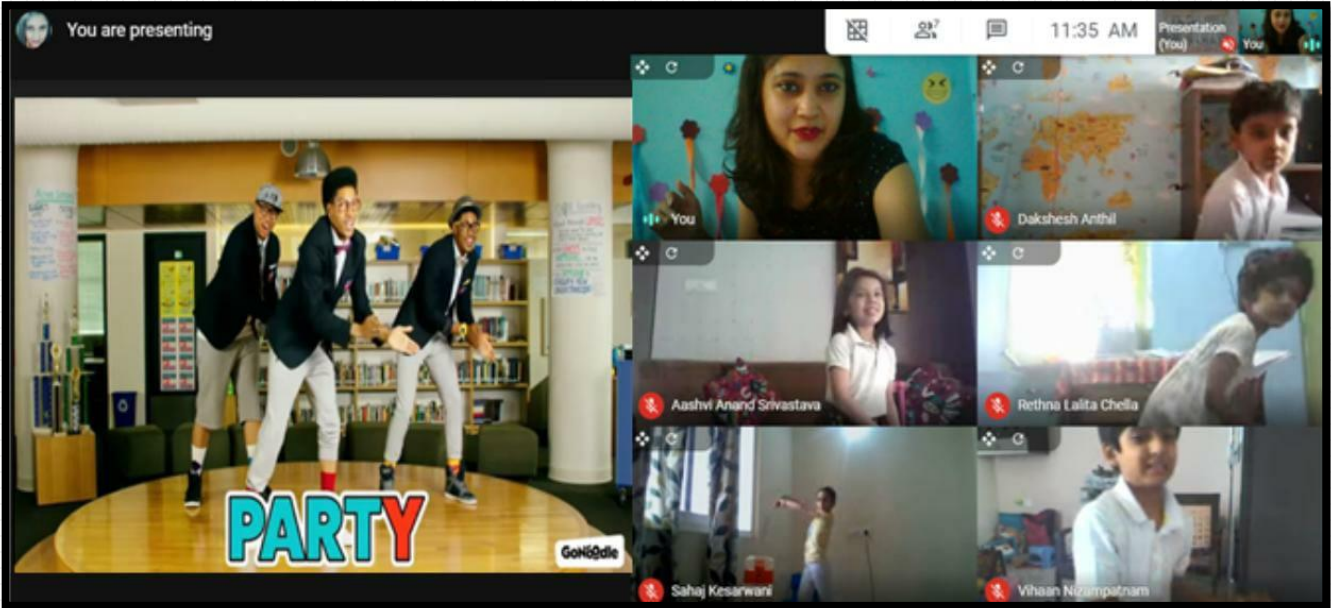 You are presenting
7
11:35 AM
Presentation
(You)
You
You
Dakshesh Anthil
Aashvi Anand Srivastava
Rethna Lalita Chella
Sahaj Kesarwani
Vihaan Nizampatnam
PARTY
GoNoodle